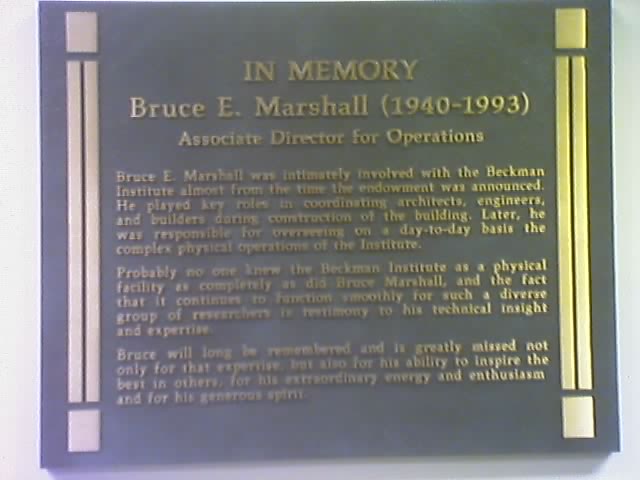 IN MEMORY
Bruce E. Marshall (1940-1993)
Associate Director for Operations
Bruce E. Marshall was intimately involved with the Beckman
Institute almost from the time the endowment was announced.
He played key roles in coordinating architects, engineers,
and builders during construction of the building. Later, he
was responsible for overseeing on a day-to-day basis the
complex physical operations of the Institute.
Probably no one knew the Beckman Institute as a physical
facility as completely as did Bruce Marshall, and the fact
that it continues to function smoothly for such a diverse
group of researchers is testimony to his technical insight
and expertise.
Bruce will long be remembered and is greatly missed not
only for that expertise, but also for his ability to inspire the
best in others, for his extraordinary energy and enthusiasm
and for his generous spirit.